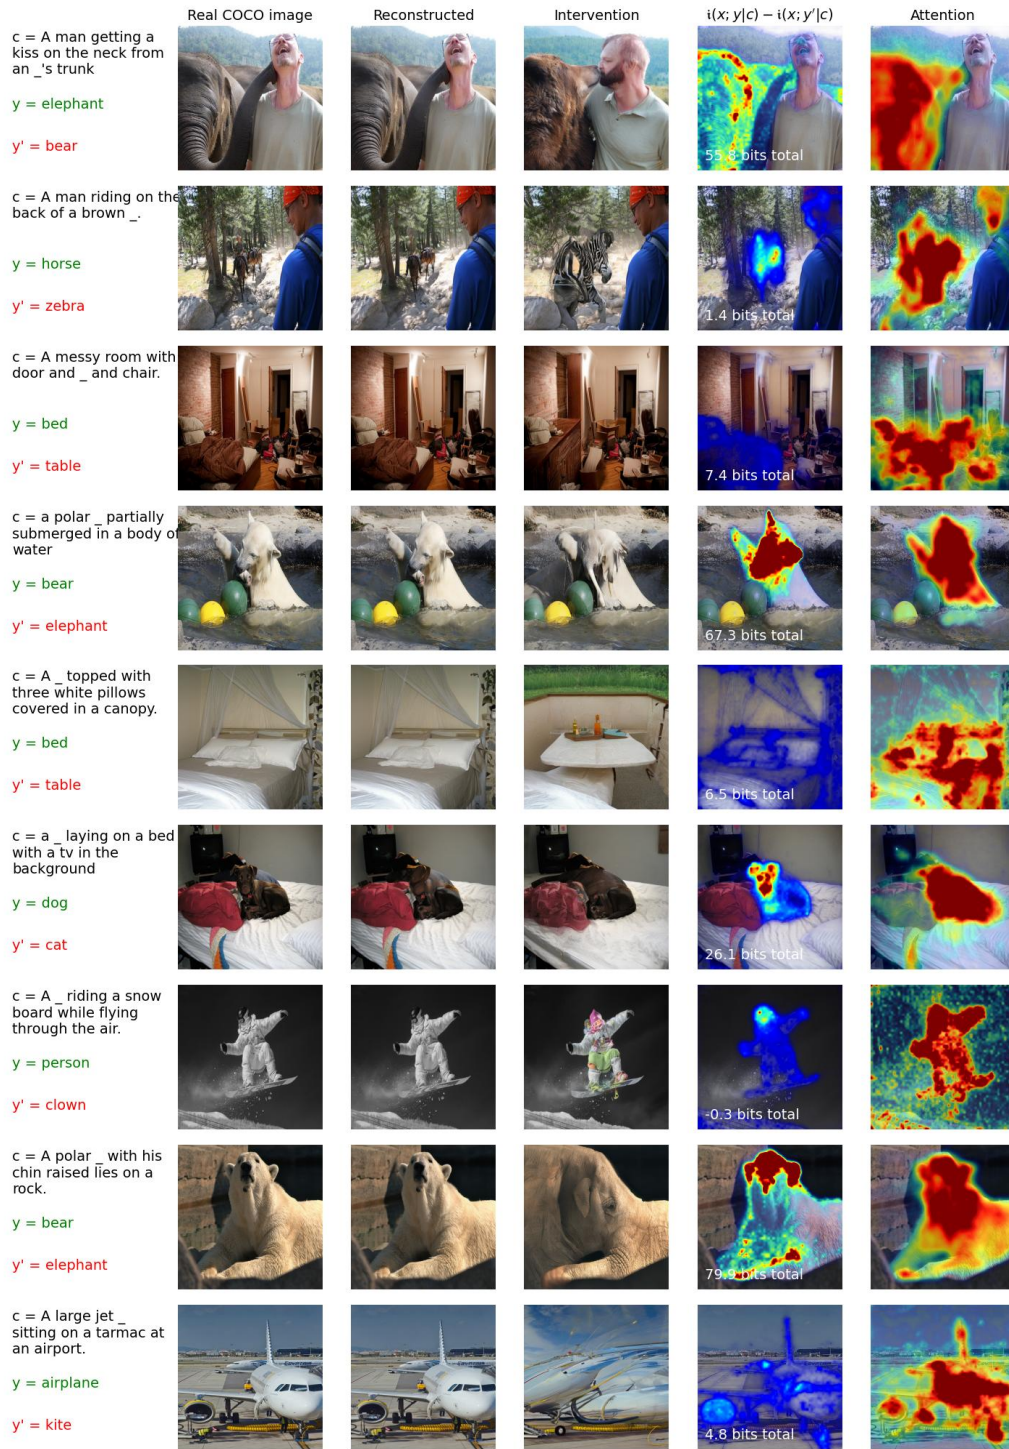 Real COCO image
Reconstructed
Intervention
𝔦(x; y|c) − 𝔦(x; y′|c)
Attention
c = A man getting a
kiss on the neck from
an _'s trunk
y = elephant
y' = bear
55.8 bits total
c = A man riding on the
back of a brown _.
y = horse
y' = zebra
1.4 bits total
c = A messy room with
door and _ and chair.
y = bed
y' = table
7.4 bits total
c = a polar _ partially
submerged in a body of
water
y = bear
y' = elephant
67.3 bits total
c = A _ topped with
three white pillows
covered in a canopy.
y = bed
y' = table
6.5 bits total
c = a _ laying on a bed
with a tv in the
background
y = dog
y' = cat
26.1 bits total
c = A _ riding a snow
board while flying
through the air.
y = person
y' = clown
-0.3 bits total
c = A polar _ with his
chin raised lies on a
rock.
y = bear
y' = elephant
79.9 bits total
c = A large jet _
sitting on a tarmac at
an airport.
y = airplane
y' = kite
4.8 bits total